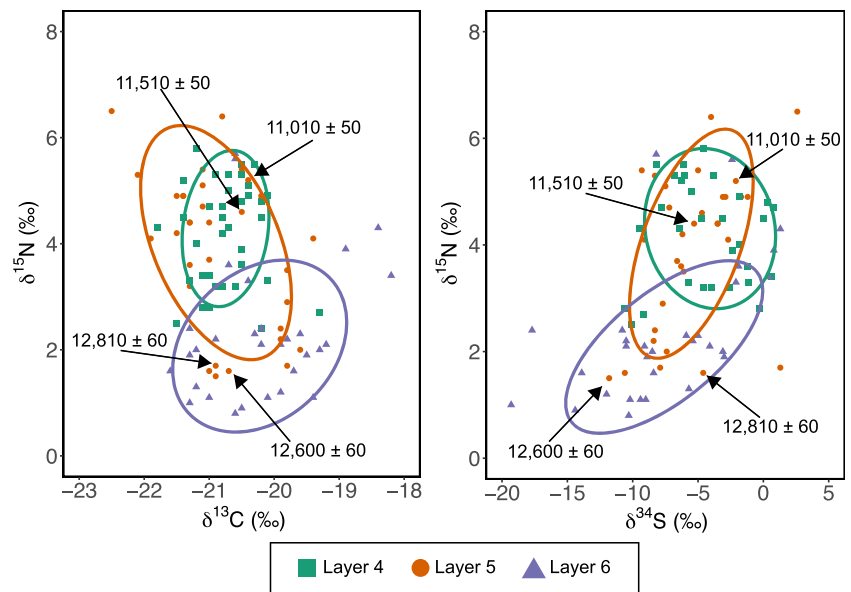 8
6
4
2
0
δ15N (‰)
11,510 ± 50
11,010 ± 50
12,810 ± 60
12,600 ± 60
−23 −22 −21 −20 −19 −18
δ13C (‰)
8
6
4
2
0
δ15N (‰)
11,010 ± 50
11,510 ± 50
12,810 ± 60
12,600 ± 60
−20 −15 −10 −5 0 5
δ34S (‰)
Layer 4 Layer 5 Layer 6